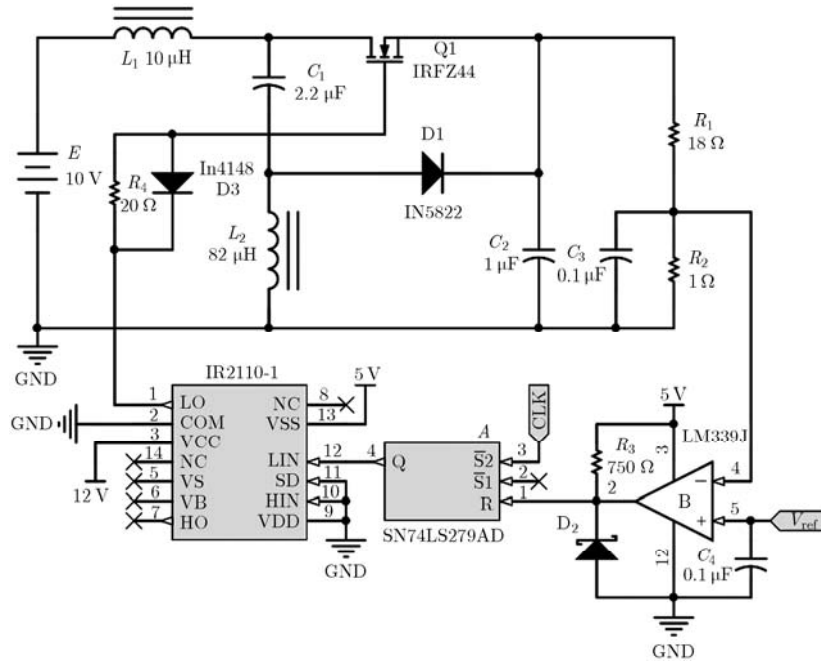 L₁ 10 μH
C₁
2.2 μF
Q1
IRFZ44
E
10 V
R₄
20 Ω
In4148
D3
D1
IN5822
R₁
18 Ω
L₂
82 μH
C₂
1 μF
C₃
0.1 μF
R₂
1 Ω
GND
IR2110-1
GND
1 LO
2 COM
3 VCC
14 NC
5 VS
6 VB
7 HO
12 V
NC 8
VSS 13
LIN 12
SD 11
HIN 10
VDD 9
5 V
GND
A
4 Q
S̅2 3
S̅1 2
R 1
SN74LS279AD
CLK
5 V
R₃
750 Ω
2
D₂
LM339J
3
B
− 4
+ 5
12
C₄
0.1 μF
Vref
GND